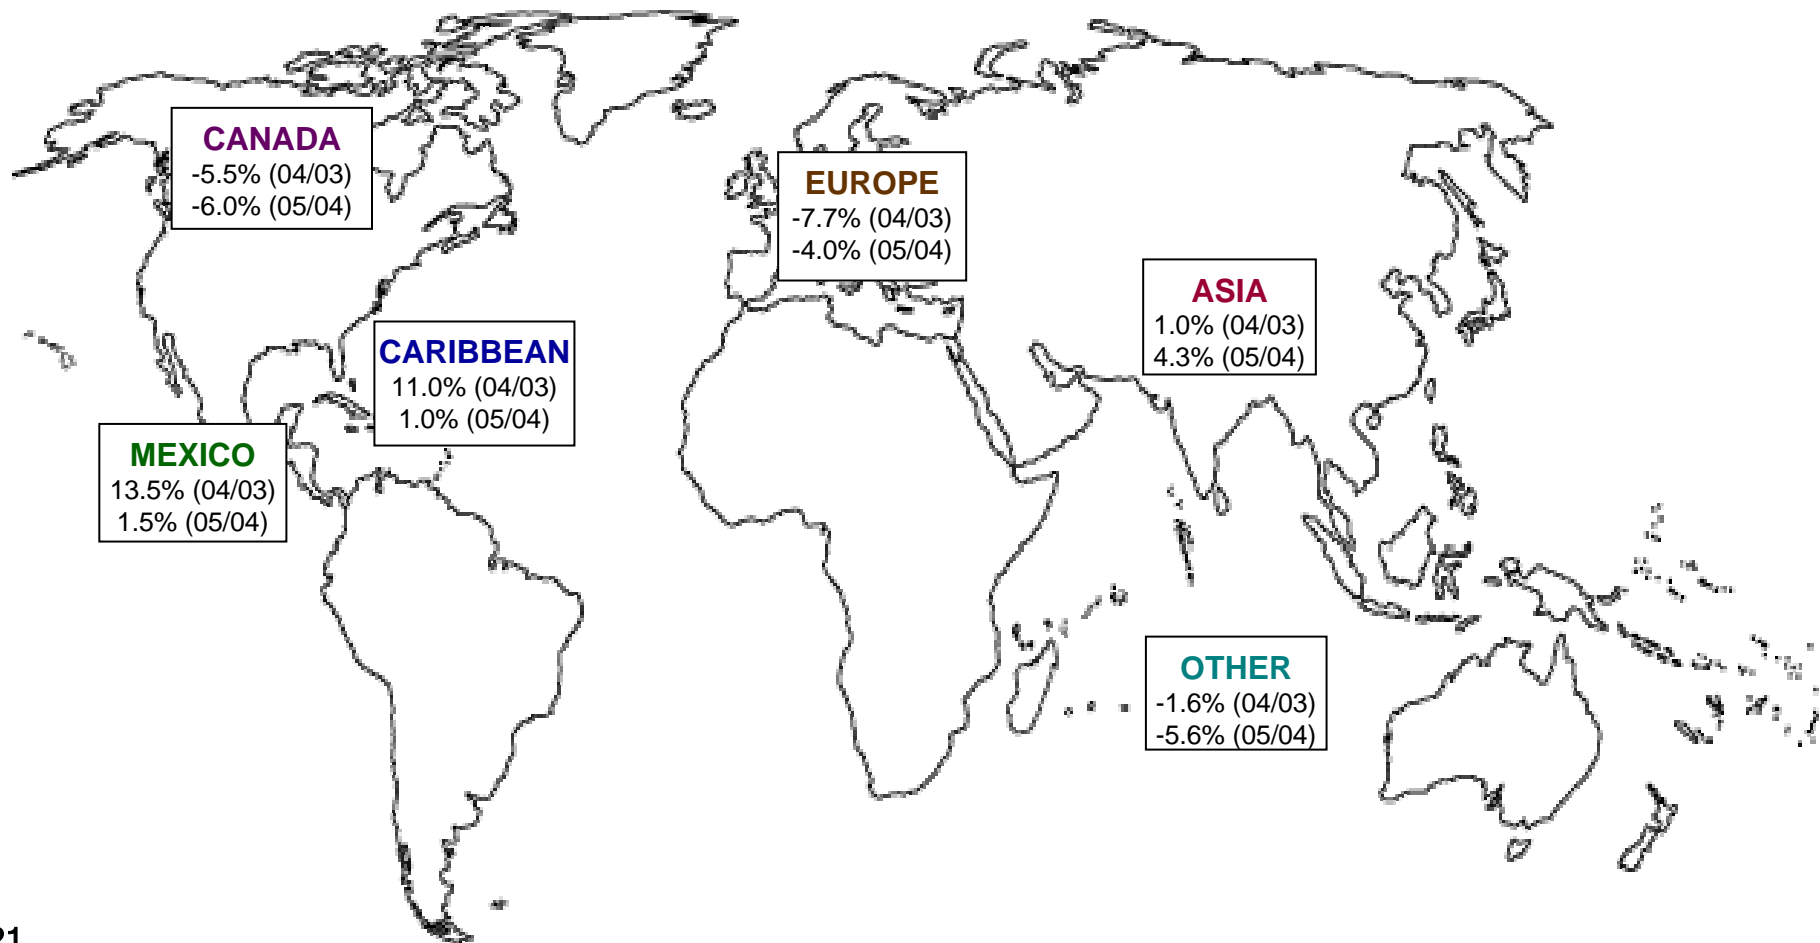 CANADA
-5.5% (04/03)
-6.0% (05/04)
EUROPE
-7.7% (04/03)
-4.0% (05/04)
ASIA
1.0% (04/03)
4.3% (05/04)
CARIBBEAN
11.0% (04/03)
1.0% (05/04)
MEXICO
13.5% (04/03)
1.5% (05/04)
OTHER
-1.6% (04/03)
-5.6% (05/04)
21